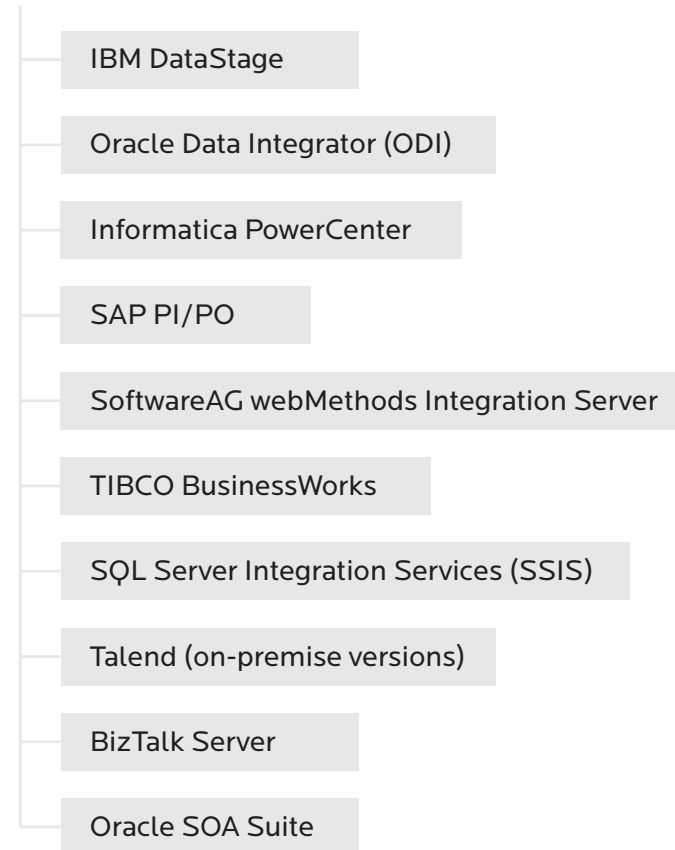 IBM DataStage
Oracle Data Integrator (ODI)
Informatica PowerCenter
SAP PI/PO
SoftwareAG webMethods Integration Server
TIBCO BusinessWorks
SQL Server Integration Services (SSIS)
Talend (on-premise versions)
BizTalk Server
Oracle SOA Suite